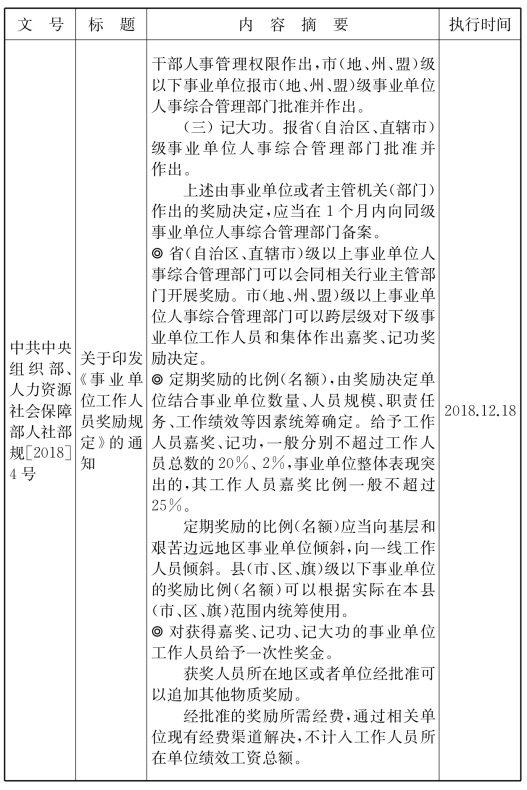 文 号 标 题 内 容 摘 要 执行时间
干部人事管理权限作出,市(地、州、盟)级
以下事业单位报市(地、州、盟)级事业单位
人事综合管理部门批准并作出。
(三)记大功。报省(自治区、直辖市)
级事业单位人事综合管理部门批准并
作出。
上述由事业单位或者主管机关(部门)
作出的奖励决定,应当在1个月内向同级
事业单位人事综合管理部门备案。
◎ 省(自治区、直辖市)级以上事业单位人
事综合管理部门可以会同相关行业主管部
门开展奖励。市(地、州、盟)级以上事业单
位人事综合管理部门可以跨层级对下级事
业单位工作人员和集体作出嘉奖、记功奖
励决定。
◎ 定期奖励的比例(名额),由奖励决定单
位结合事业单位数量、人员规模、职责任
务、工作绩效等因素统筹确定。给予工作
人员嘉奖、记功,一般分别不超过工作人
员总数的20%、2%,事业单位整体表现突
出的,其工作人员嘉奖比例一般不超过
25%。
定期奖励的比例(名额)应当向基层和
艰苦边远地区事业单位倾斜,向一线工作
人员倾斜。县(市、区、旗)级以下事业单位
的奖励比例(名额)可以根据实际在本县
(市、区、旗)范围内统筹使用。
◎ 对获得嘉奖、记功、记大功的事业单位
工作人员给予一次性奖金。
获奖人员所在地区或者单位经批准可
以追加其他物质奖励。
经批准的奖励所需经费,通过相关单
位现有经费渠道解决,不计入工作人员所
在单位绩效工资总额。
中共中央
组织部、
人力资源
社会保障
部人社部
规[2018]
4号
关于印发
《事业单
位工作人
员奖励规
定》的通
知
2018.12.18